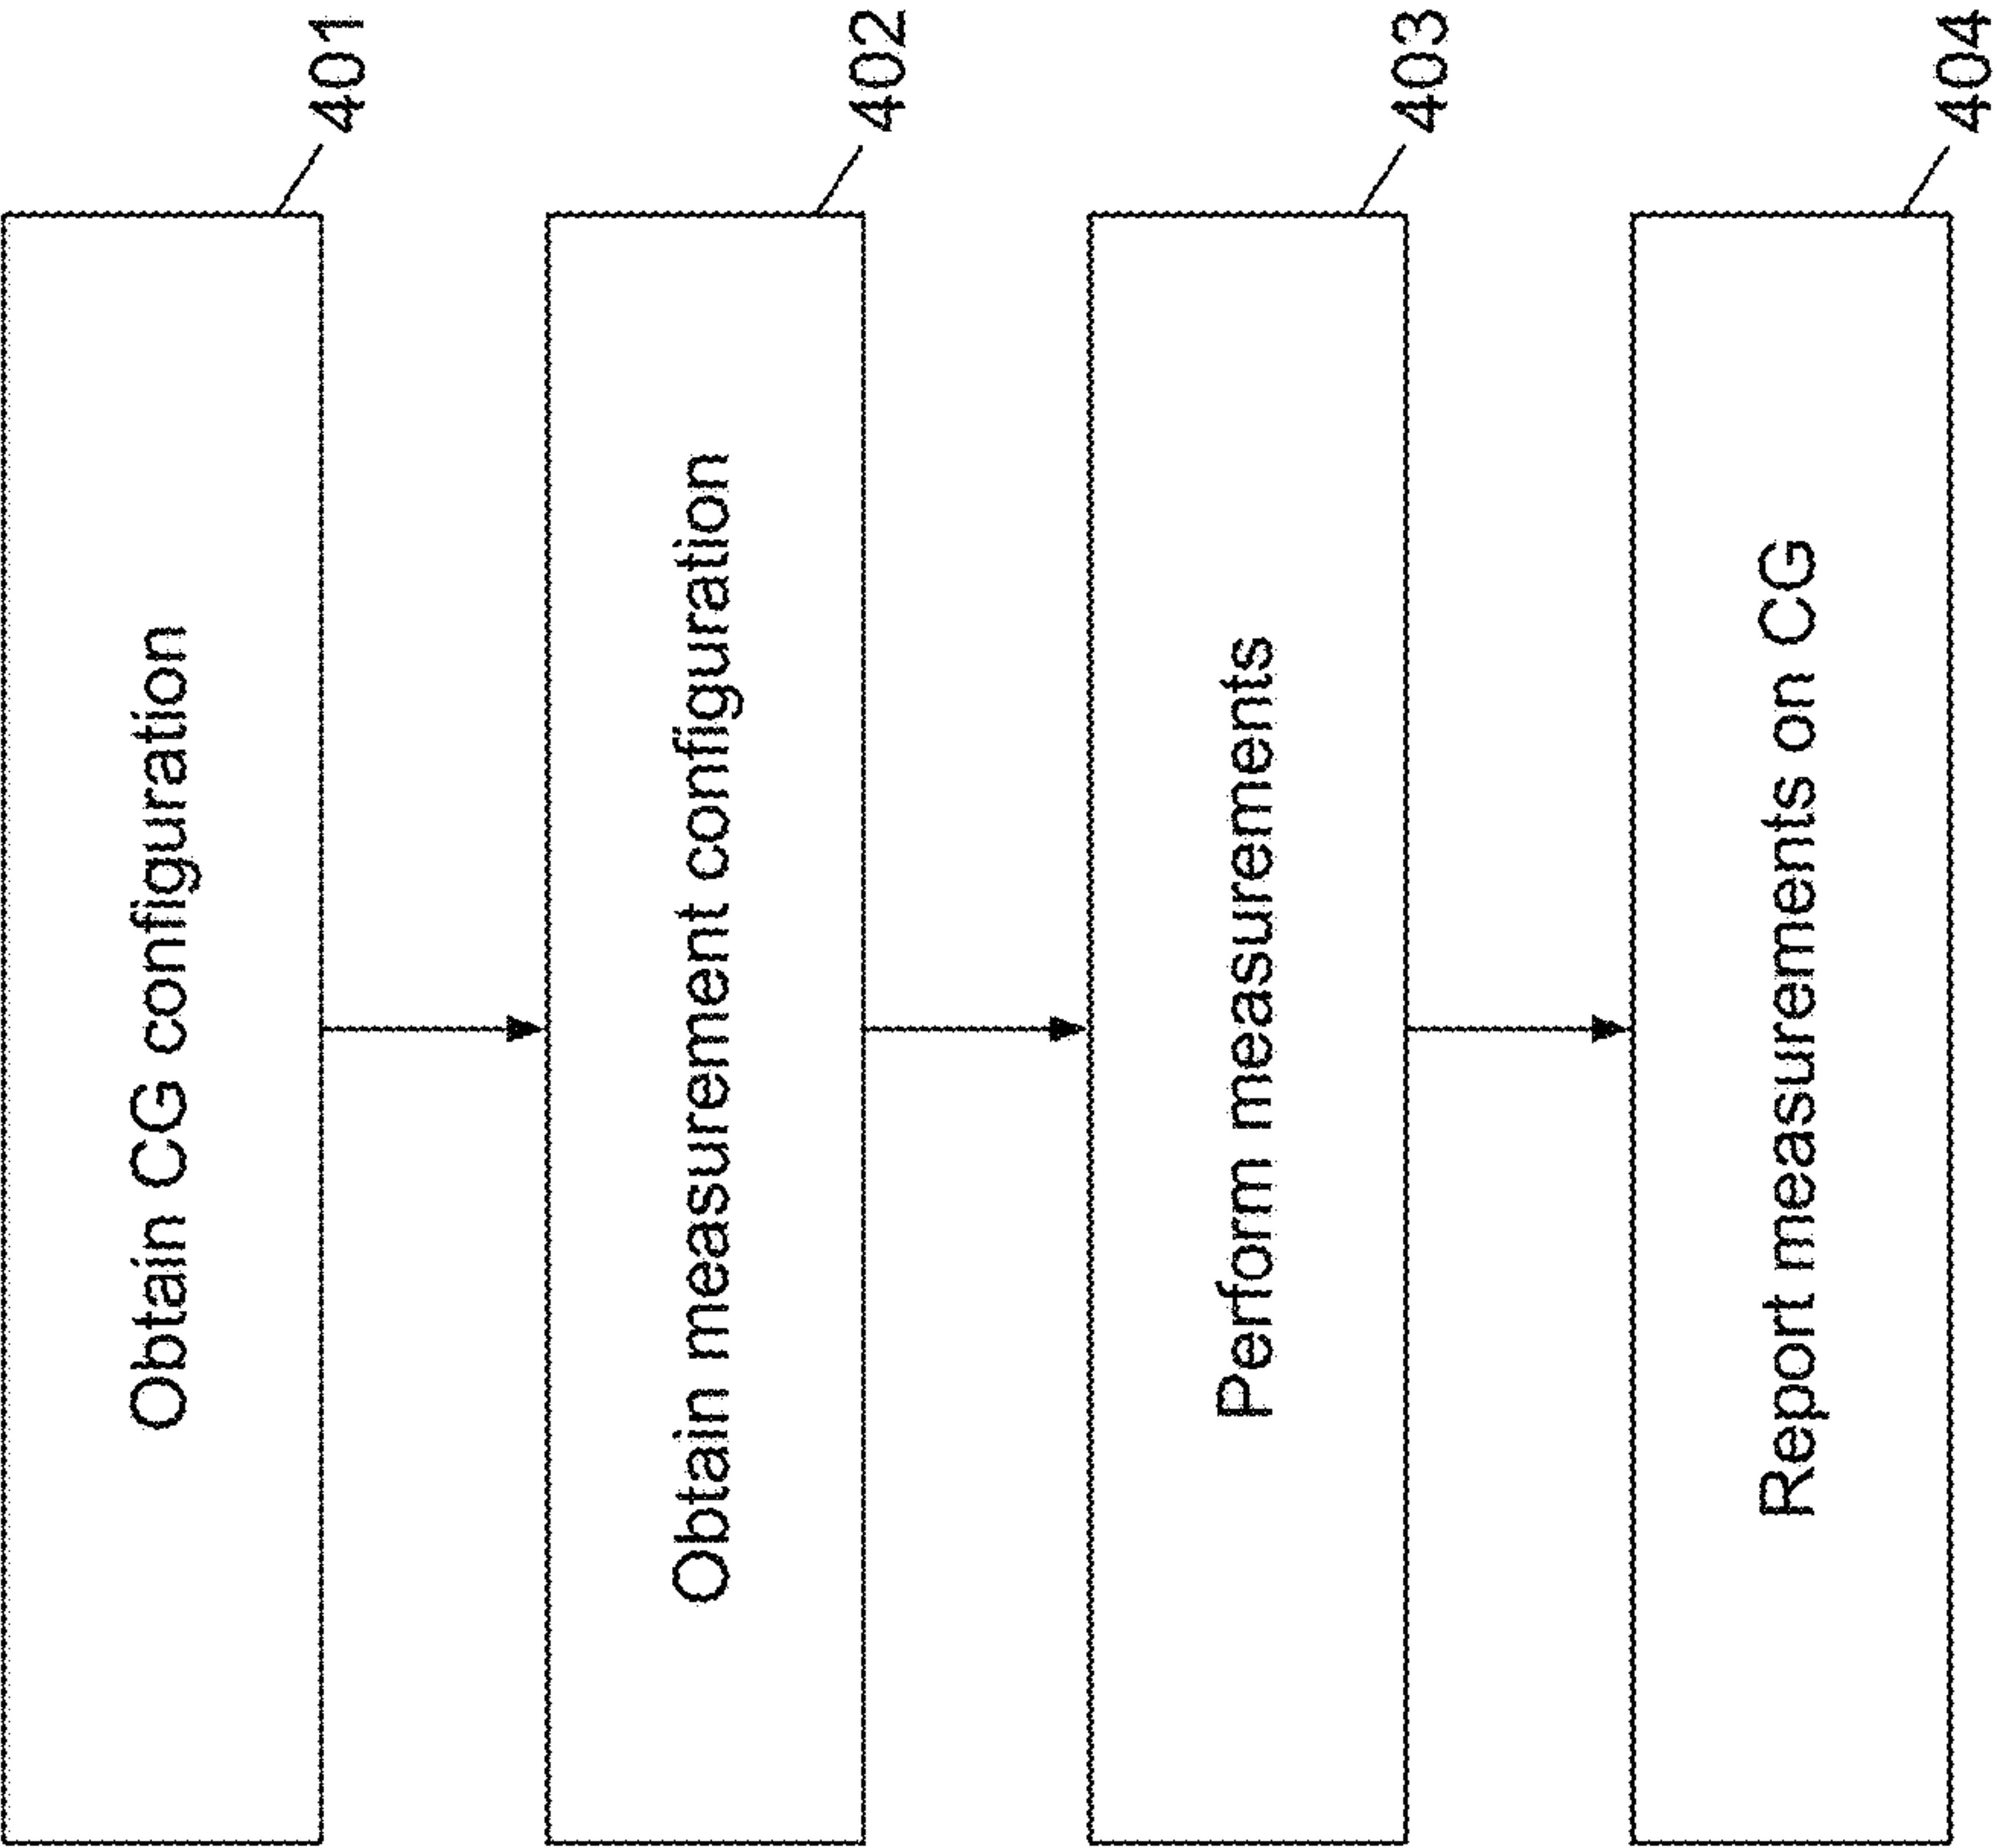 Obtain CG configuration
401
Obtain measurement configuration
402
Perform measurements
403
Report measurements on CG
404